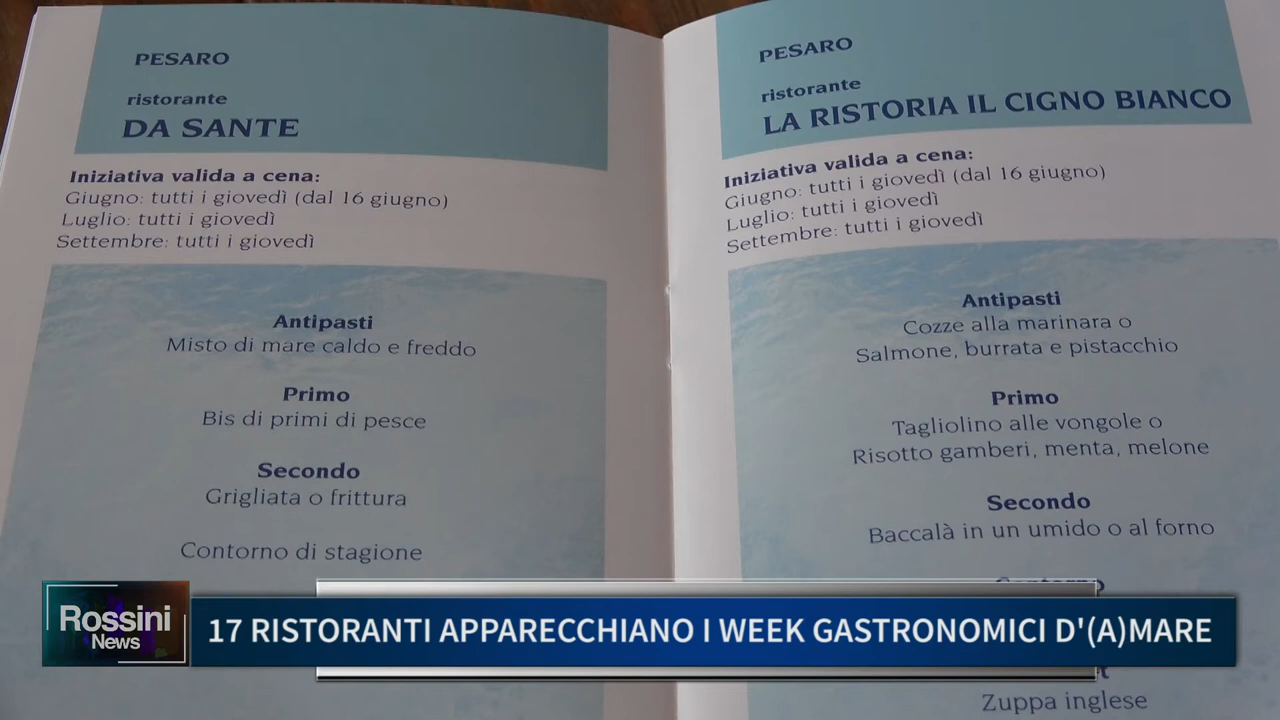 PESARO
ristorante
DA SANTE
Iniziativa valida a cena:
Giugno: tutti i giovedì (dal 16 giugno)
Luglio: tutti i giovedì
Settembre: tutti i giovedì
Antipasti
Misto di mare caldo e freddo
Primo
Bis di primi di pesce
Secondo
Grigliata o frittura
Contorno di stagione
PESARO
ristorante
LA RISTORIA IL CIGNO BIANCO
Iniziativa valida a cena:
Giugno: tutti i giovedì (dal 16 giugno)
Luglio: tutti i giovedì
Settembre: tutti i giovedì
Antipasti
Cozze alla marinara o
Salmone, burrata e pistacchio
Primo
Tagliolino alle vongole o
Risotto gamberi, menta, melone
Secondo
Baccalà in un umido o al forno
Zuppa inglese
Rossini
News
17 RISTORANTI APPARECCHIANO I WEEK GASTRONOMICI D'(A)MARE